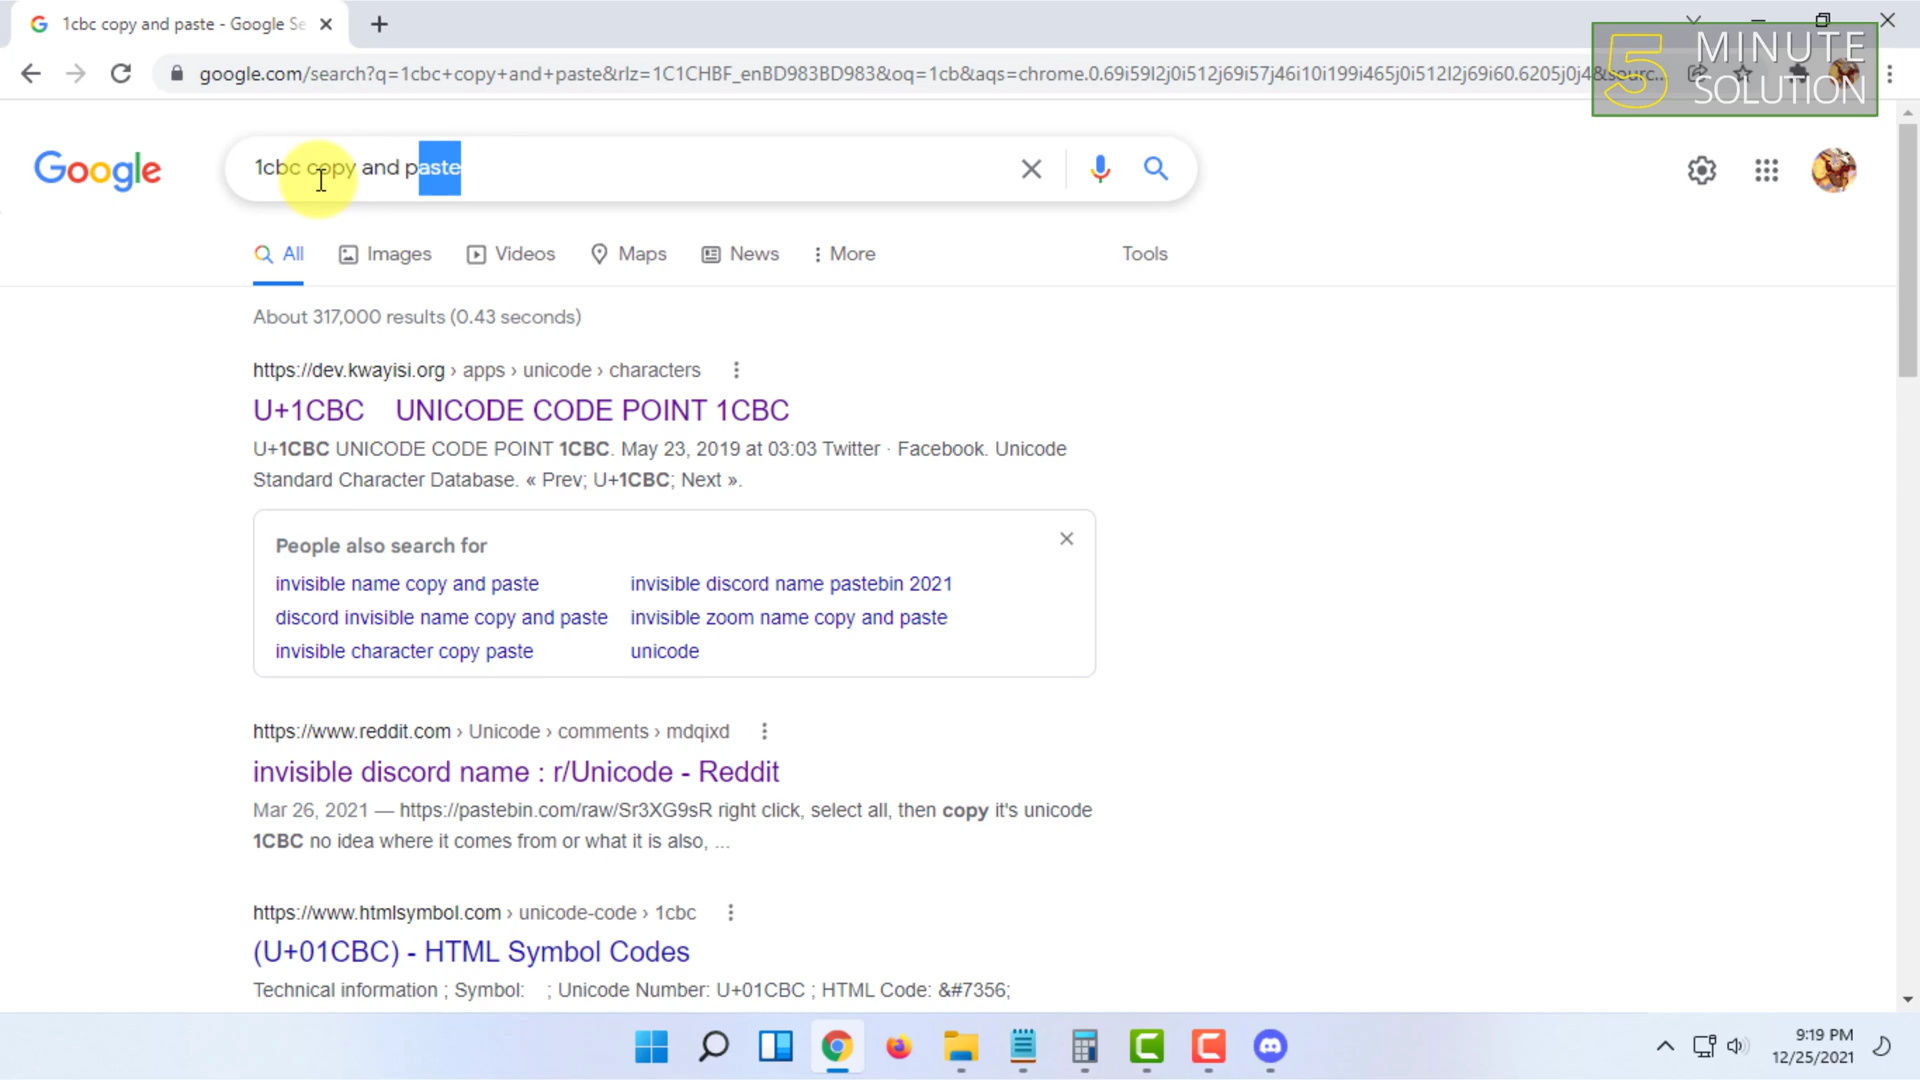 1cbc copy and paste - Google Se
google.com/search?q=1cbc+copy+and+paste&rlz=1C1CHBF_enBD983BD983&oq=1cb&aqs=chrome.0.69i59l2j0i512j69i57j46i10i199i465j0i512l2j69i60.6205j0j4&sourc...
5 MINUTE
SOLUTION
Google
1cbc copy and paste
All
Images
Videos
Maps
News
More
Tools
About 317,000 results (0.43 seconds)
https://dev.kwayisi.org › apps › unicode › characters
U+1CBC UNICODE CODE POINT 1CBC
U+1CBC UNICODE CODE POINT 1CBC. May 23, 2019 at 03:03 Twitter · Facebook. Unicode
Standard Character Database. « Prev; U+1CBC; Next ».
People also search for
invisible name copy and paste
invisible discord name pastebin 2021
discord invisible name copy and paste
invisible zoom name copy and paste
invisible character copy paste
unicode
https://www.reddit.com › Unicode › comments › mdqixd
invisible discord name : r/Unicode - Reddit
Mar 26, 2021 — https://pastebin.com/raw/Sr3XG9sR right click, select all, then copy it's unicode
1CBC no idea where it comes from or what it is also, ...
https://www.htmlsymbol.com › unicode-code › 1cbc
(U+01CBC) - HTML Symbol Codes
Technical information ; Symbol: ; Unicode Number: U+01CBC ; HTML Code: &#7356;
9:19 PM
12/25/2021